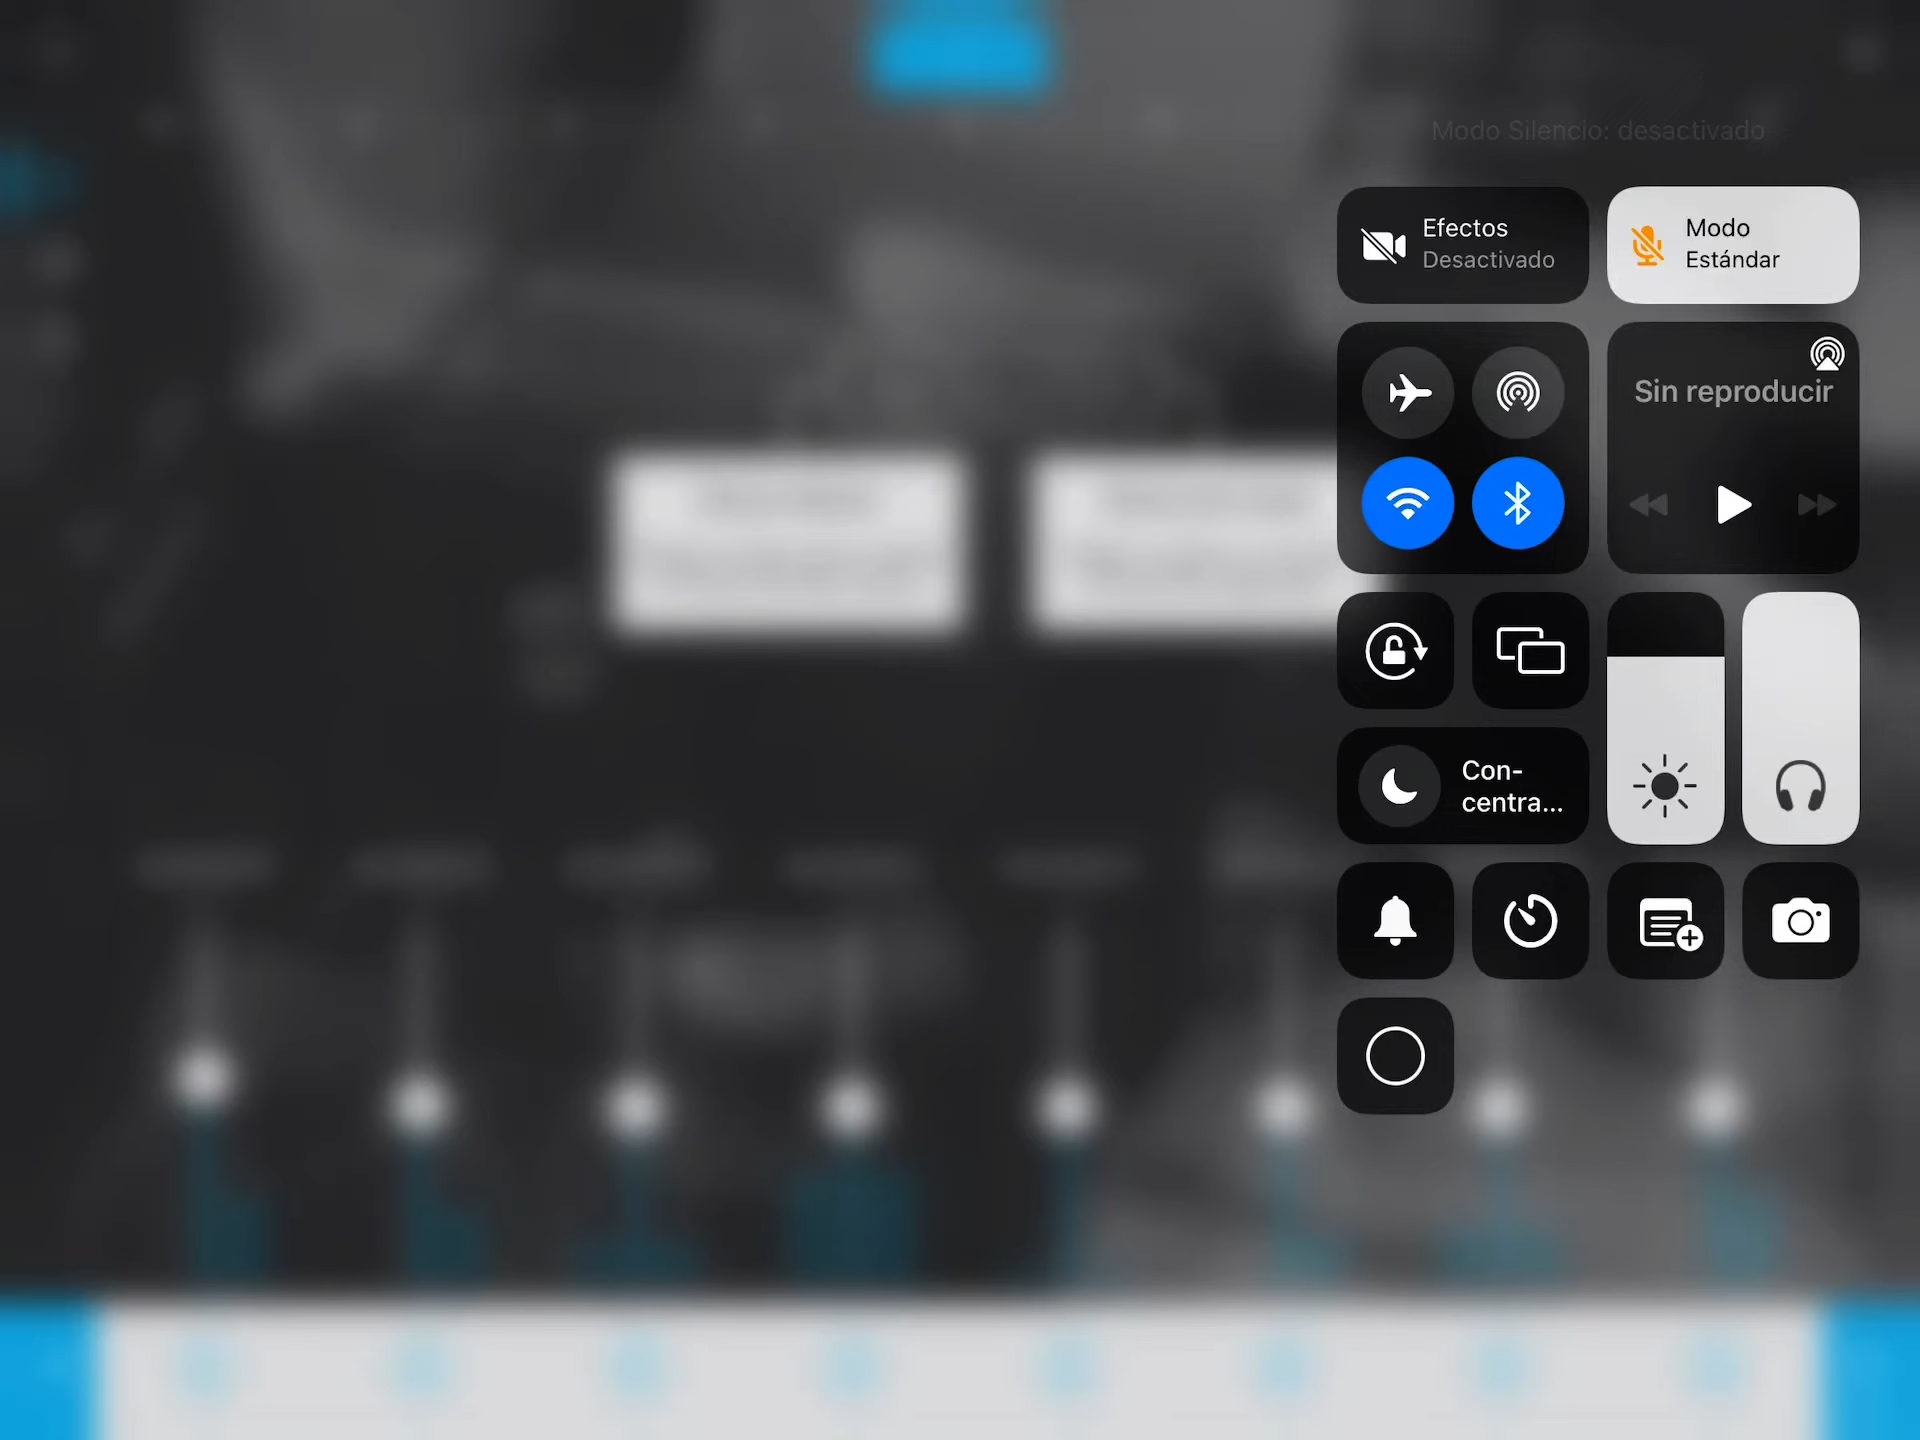 Modo Silencio: desactivado
Efectos
Desactivado
Modo
Estándar
Sin reproducir
Con-
centra...